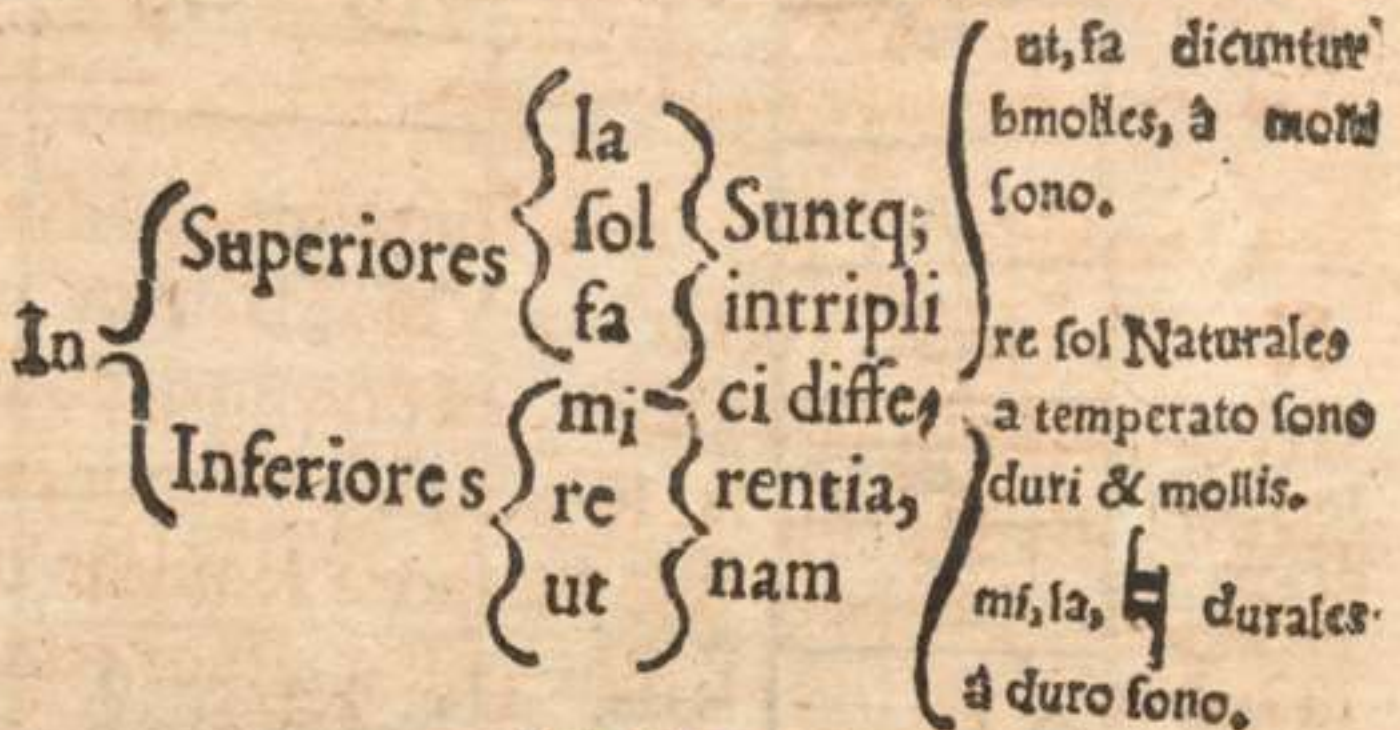 In
Superiores
Inferiores
la
ſol
fa
mi
re
ut
Suntq;
intripli
ci diffe,
rentia,
nam
ut, fa dicuntur
bmolles, à molli
ſono.
re ſol Naturales
a temperato ſono
duri & mollis.
mi, la, ♮ durales.
á duro ſono.